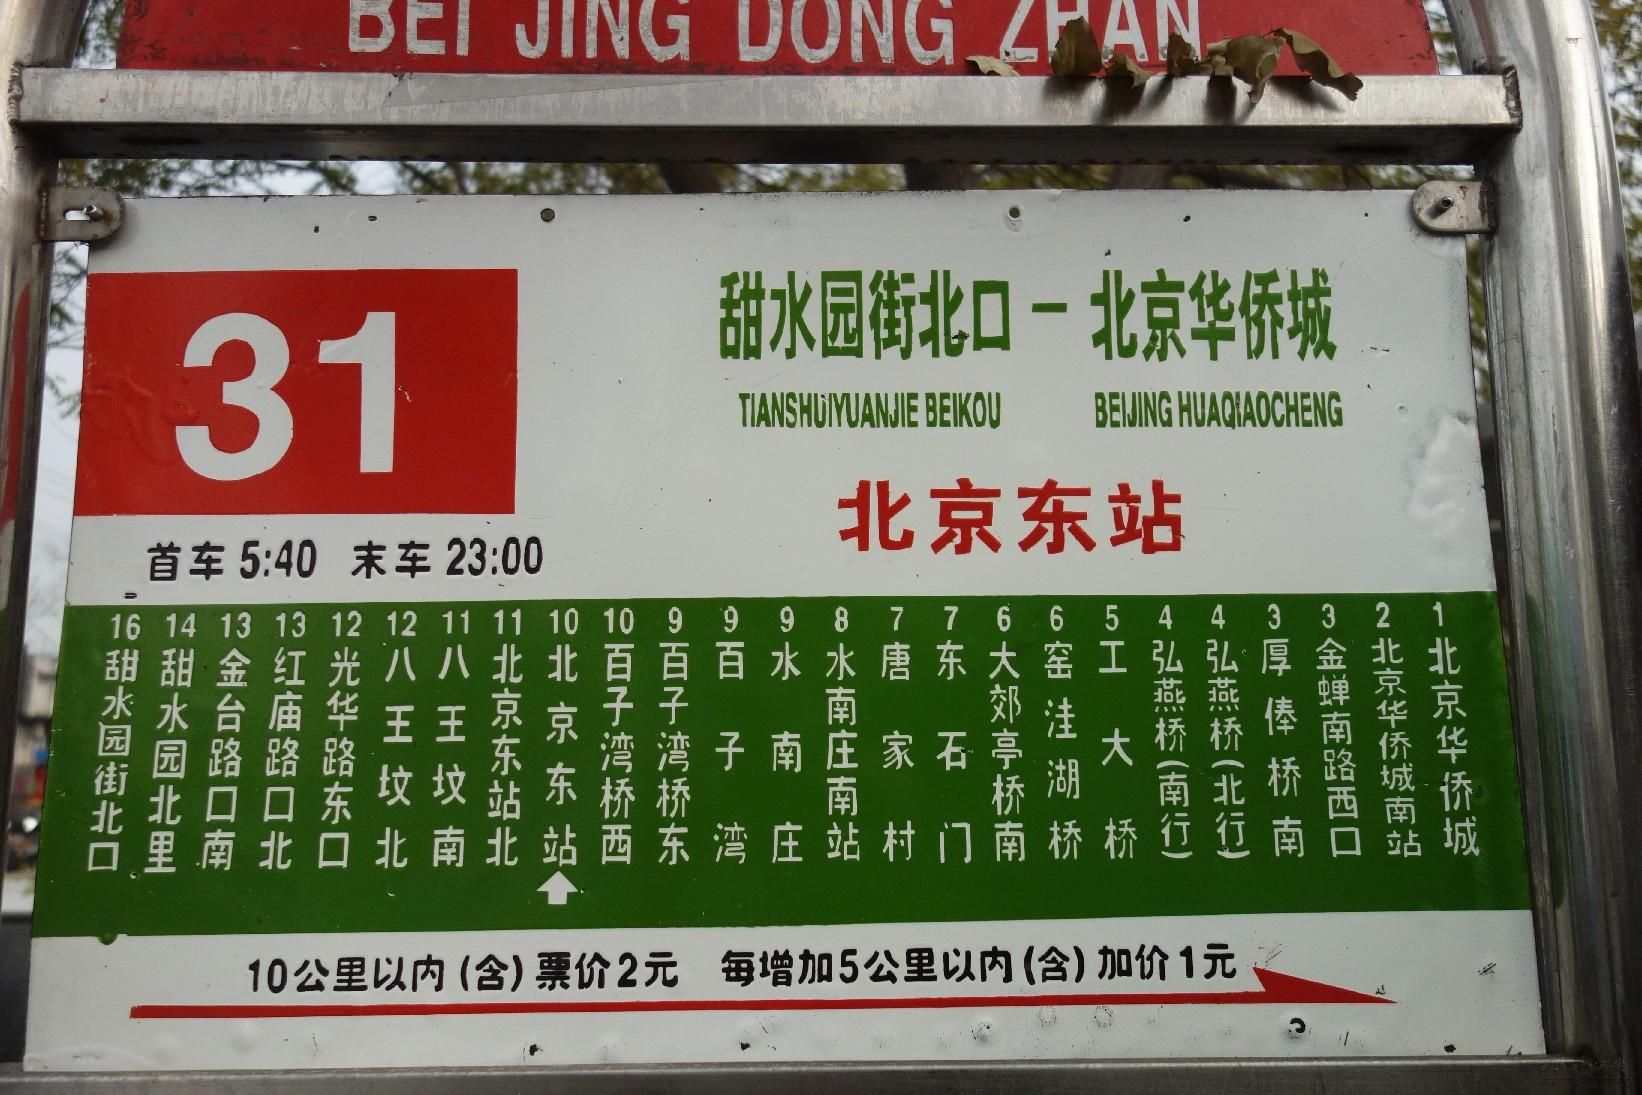 BEI JING DONG ZHAN
31
甜水园街北口 — 北京华侨城
TIANSHUIYUANJIE BEIKOU BEIJING HUAQIAOCHENG
北京东站
首车 5:40 末车 23:00
16 甜水园街北口
14 甜水园北里
13 金台路口南
13 红庙路口北
12 光华路东口
12 八王坟北
11 八王坟南
11 北京东站北
10 北京东站
10 百子湾桥西
9 百子湾桥东
9 百子湾
9 水南庄
8 水南庄南站
7 唐家村
7 东石门
6 大郊亭桥南
6 窑洼湖桥
5 工大桥
4 弘燕桥(南行)
4 弘燕桥(北行)
3 厚俸桥南
3 金蝉南路西口
2 北京华侨城南站
1 北京华侨城
10公里以内(含)票价2元 每增加5公里以内(含)加价1元